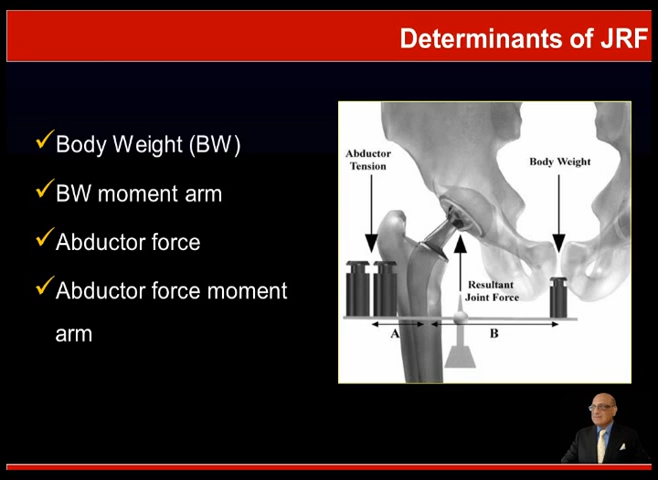 Determinants of JRF
Body Weight (BW)
BW moment arm
Abductor force
Abductor force moment
arm
Abductor
Tension
Body Weight
Resultant
Joint Force
A
B